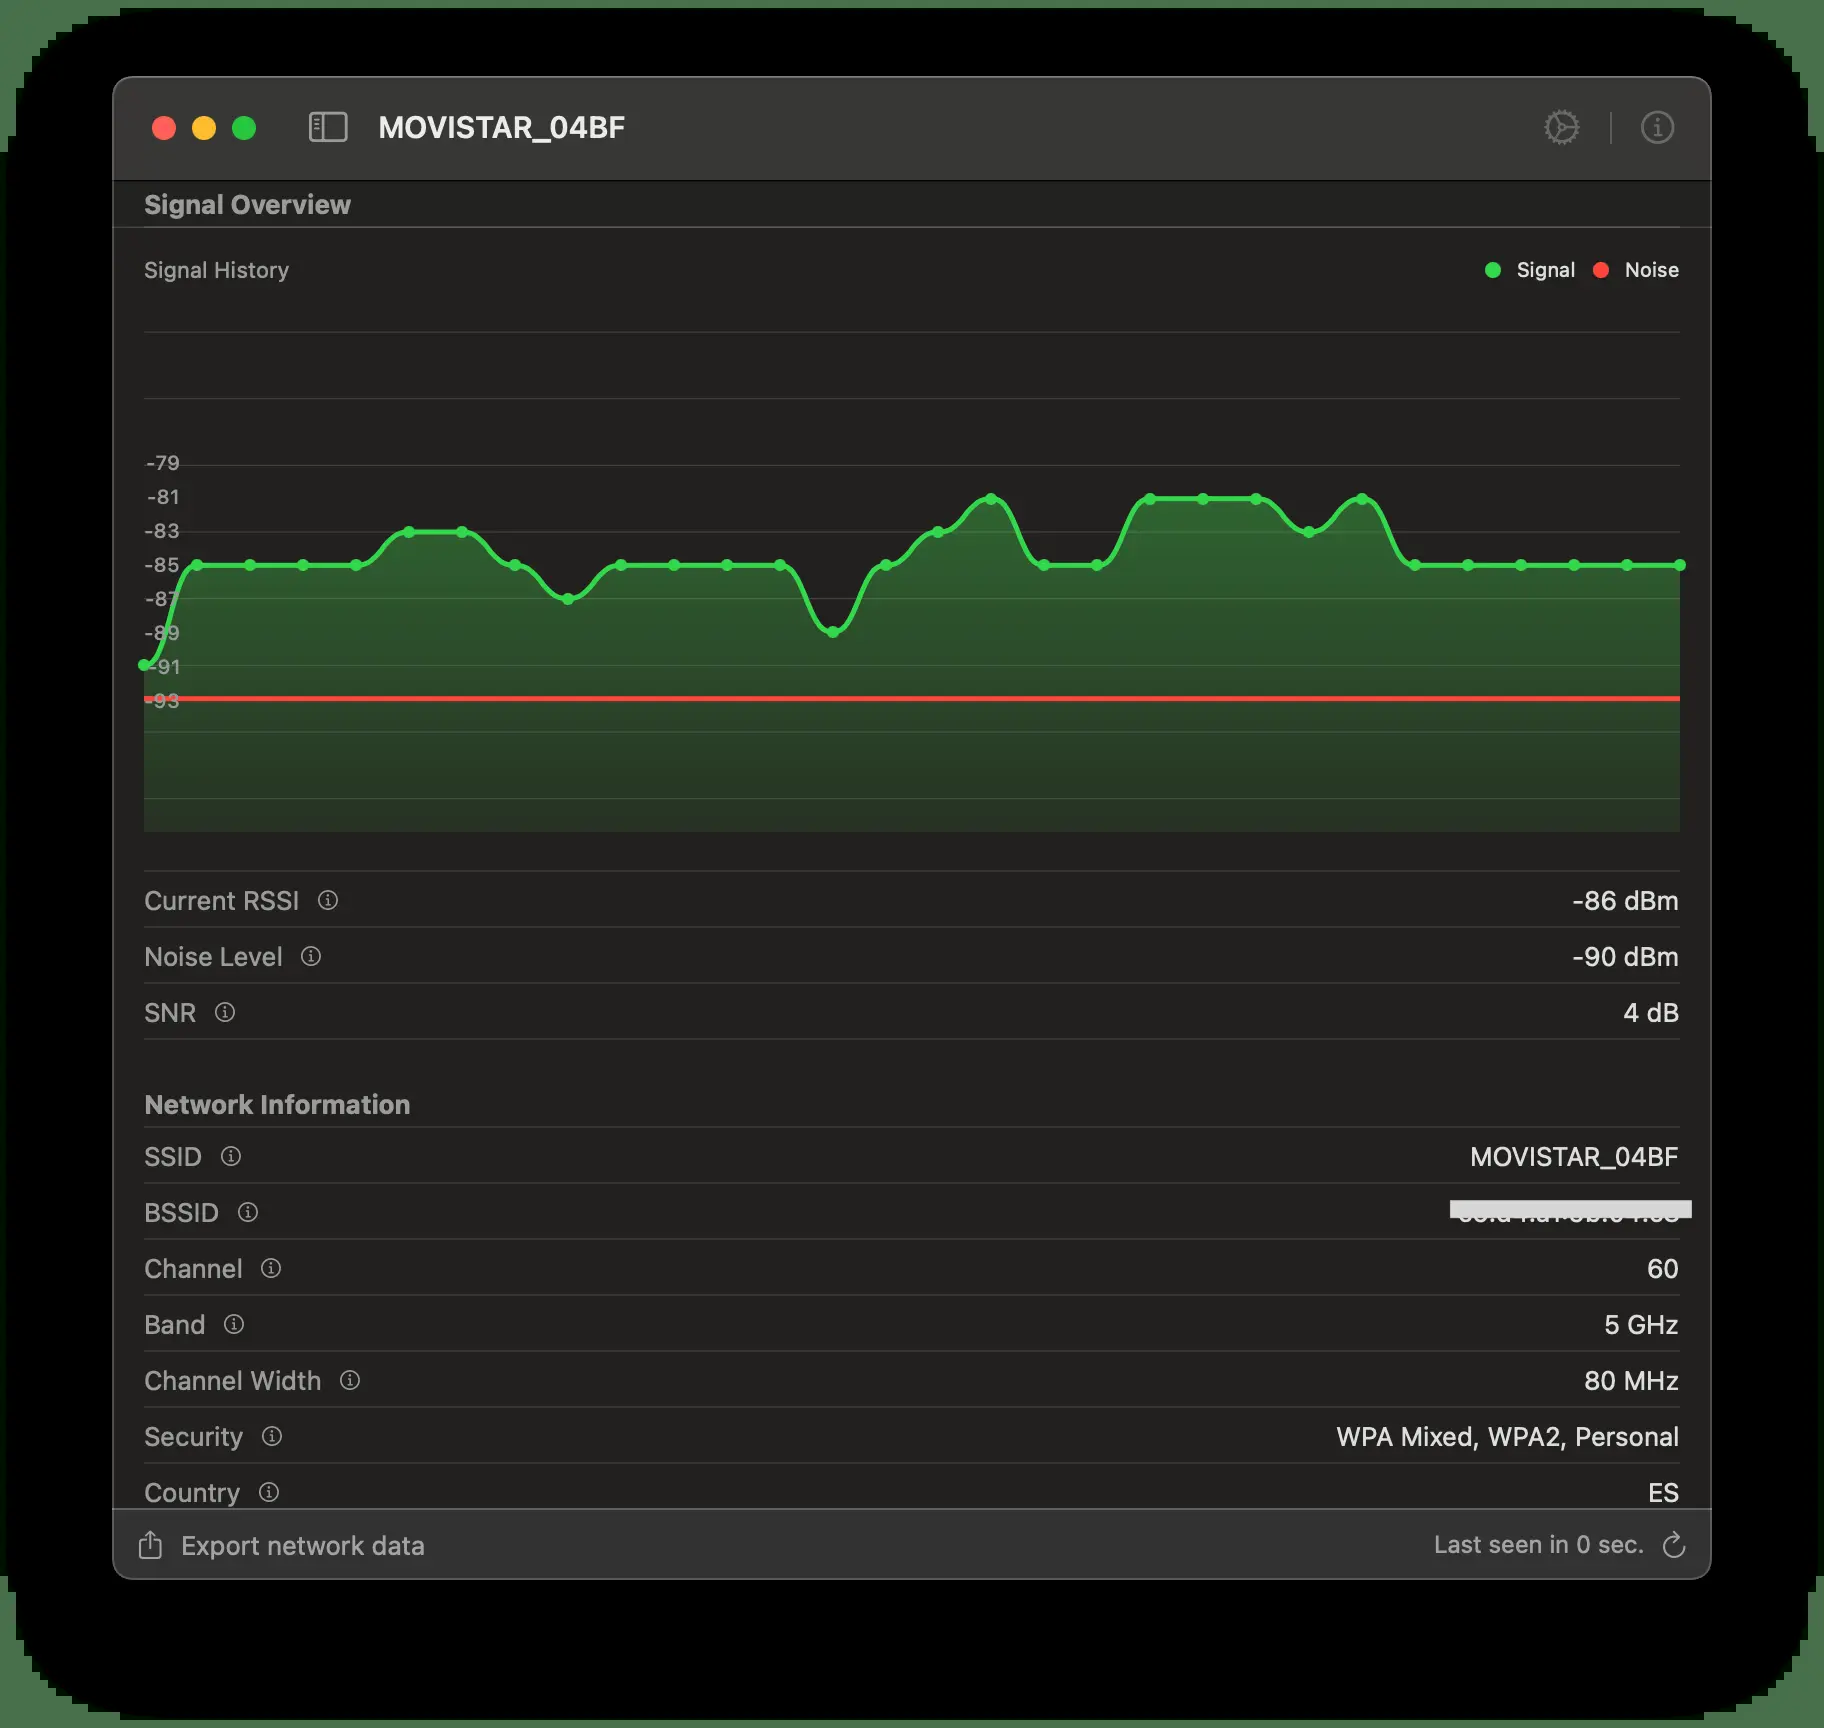 MOVISTAR_04BF
Signal Overview
Signal History
Signal
Noise
-79
-81
-83
-85
-87
-89
-91
-93
Current RSSI -86 dBm
Noise Level -90 dBm
SNR 4 dB
Network Information
SSID MOVISTAR_04BF
BSSID
Channel 60
Band 5 GHz
Channel Width 80 MHz
Security WPA Mixed, WPA2, Personal
Country ES
Export network data
Last seen in 0 sec.